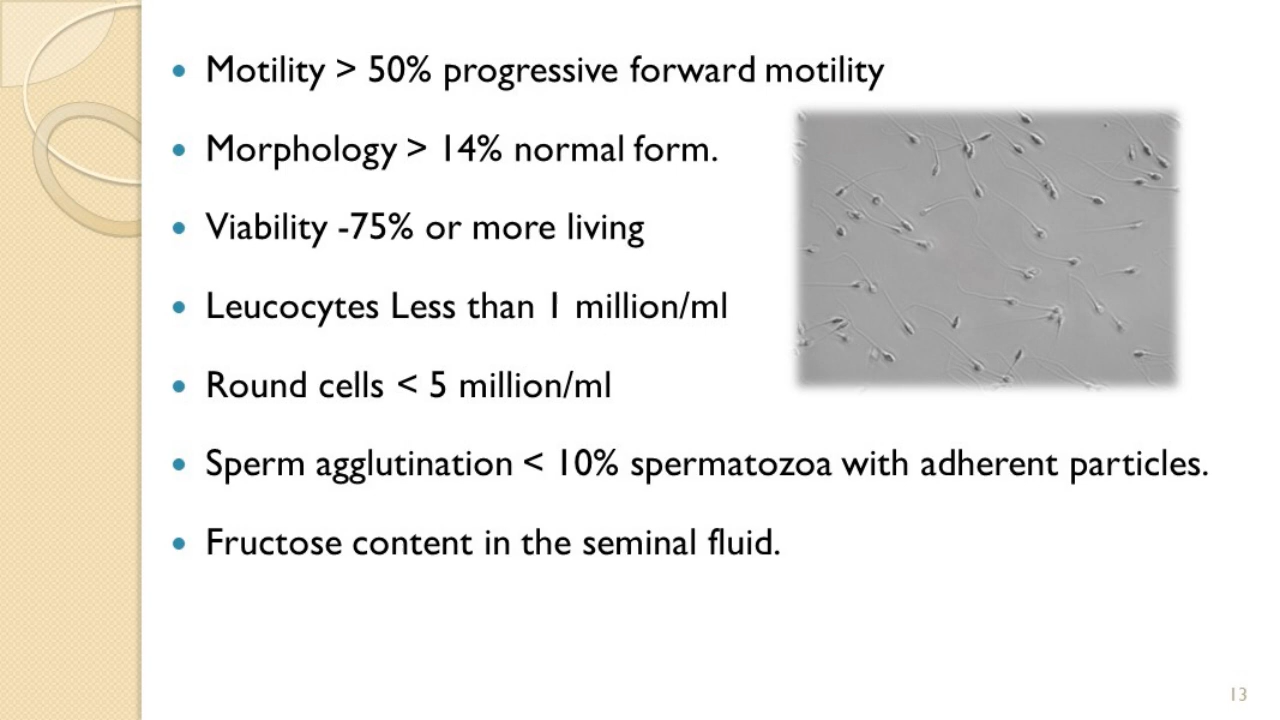 • Motility > 50% progressive forward motility
• Morphology > 14% normal form.
• Viability -75% or more living
• Leucocytes Less than 1 million/ml
• Round cells < 5 million/ml
• Sperm agglutination < 10% spermatozoa with adherent particles.
• Fructose content in the seminal fluid.
13